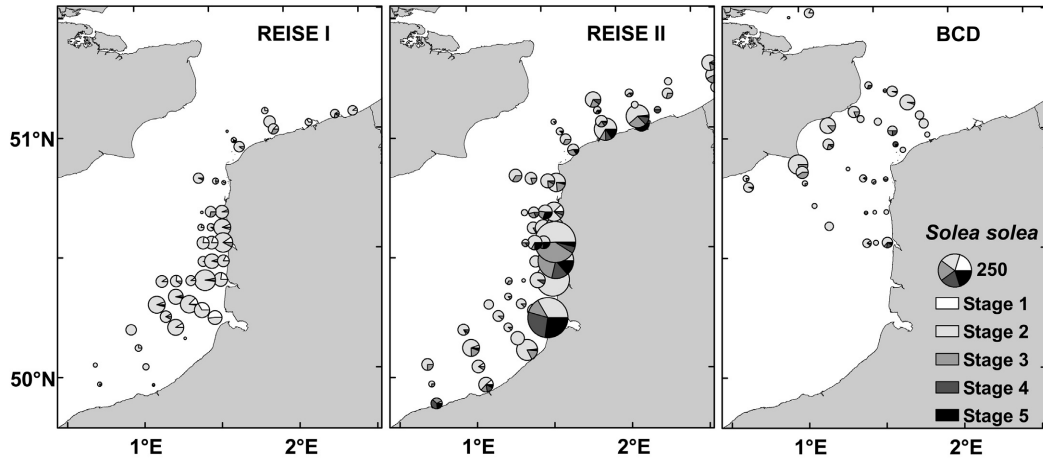 REISE I
REISE II
BCD
51°N
50°N
Solea solea
250
Stage 1
Stage 2
Stage 3
Stage 4
Stage 5
1°E
2°E
1°E
2°E
1°E
2°E